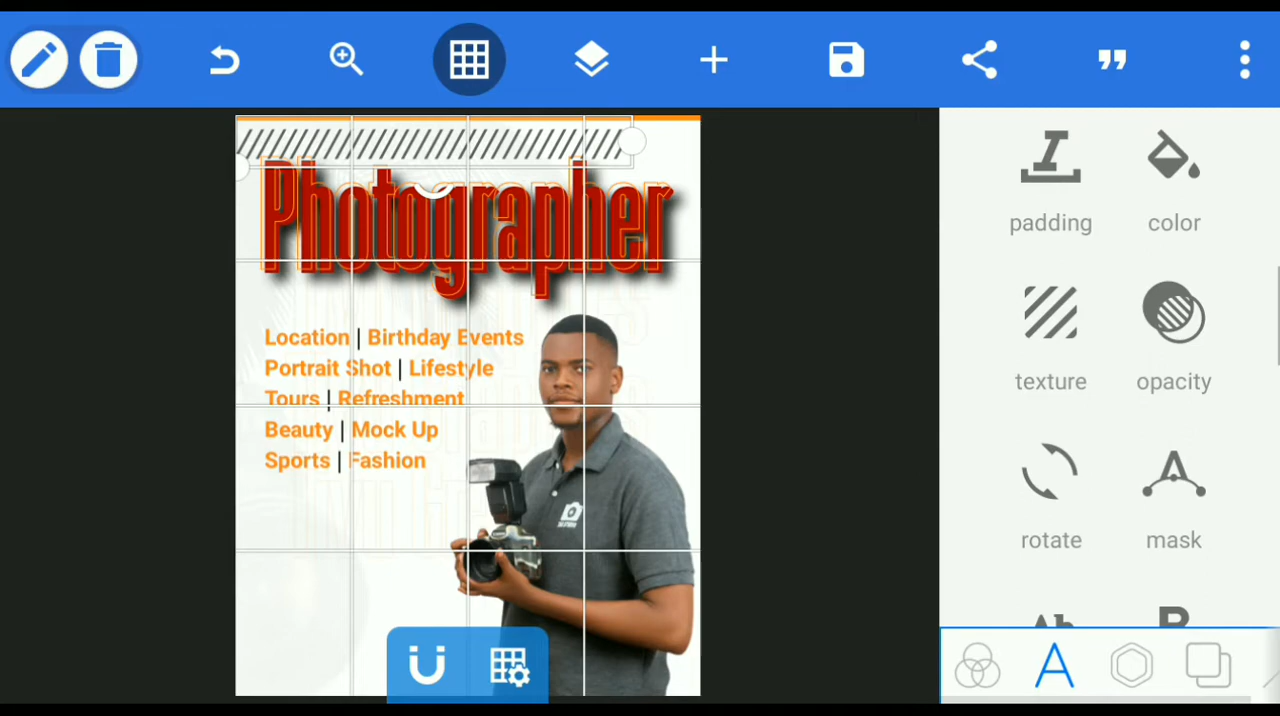 Photographer
Location | Birthday Events
Portrait Shot | Lifestyle
Tours | Refreshment
Beauty | Mock Up
Sports | Fashion
padding
color
texture
opacity
rotate
mask